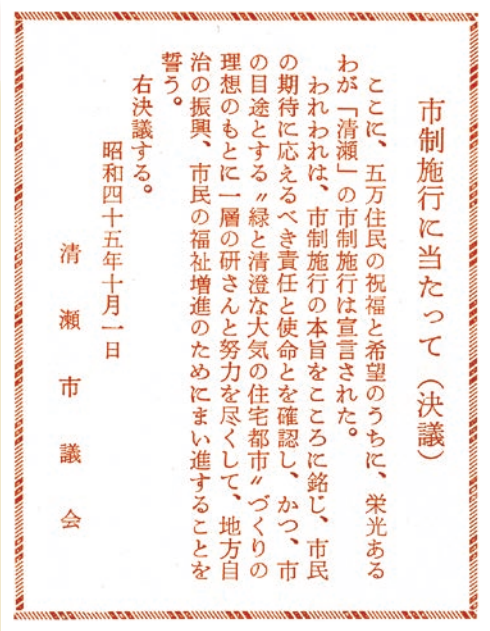 市制施行に当たって（決議）
ここに、五万住民の祝福と希望のうちに、栄光ある
わが「清瀬」の市制施行は宣言された。
われわれは、市制施行の本旨をこころに銘じ、市民
の期待に応えるべき責任と使命とを確認し、かつ、市
の目途とする〝緑と清澄な大気の住宅都市〟づくりの
理想のもとに一層の研さんと努力を尽くして、地方自
治の振興、市民の福祉増進のためにまい進することを
誓う。
右決議する。
昭和四十五年十月一日
清瀬市議会